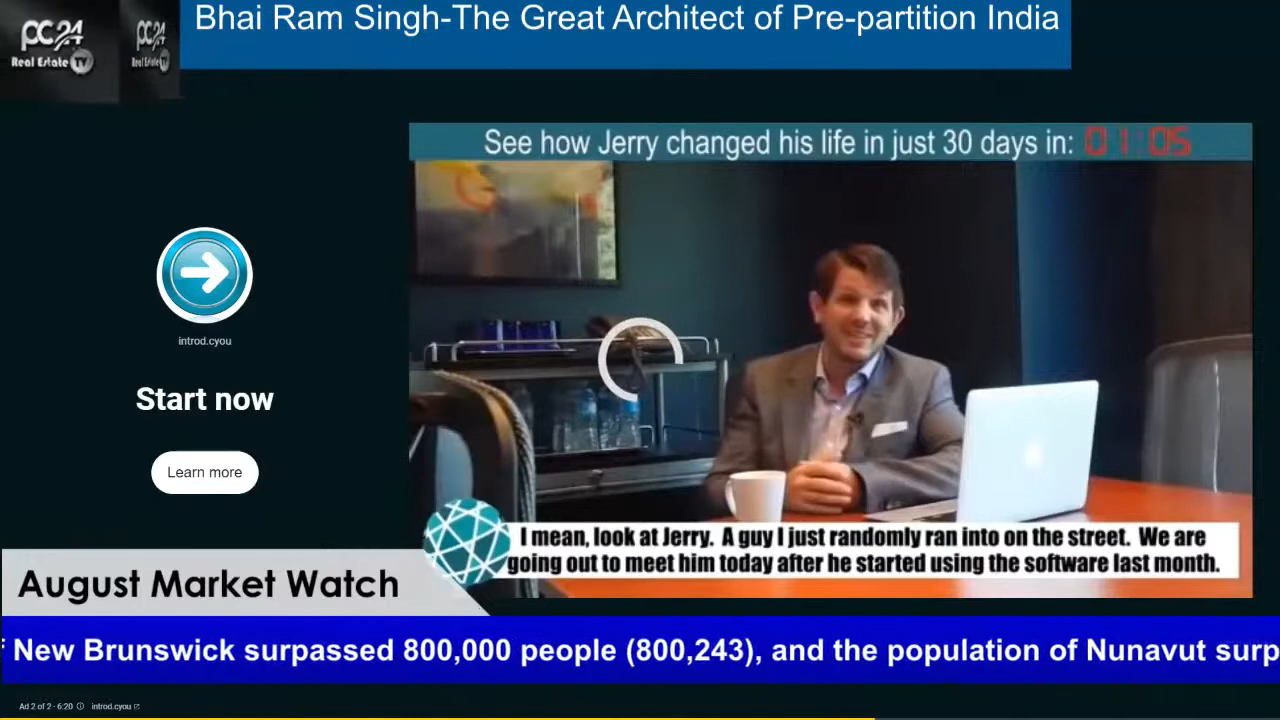 PC24
Real Estate TV
PC24
Real Estate TV
Bhai Ram Singh-The Great Architect of Pre-partition India
See how Jerry changed his life in just 30 days in: 01:05
introd.cyou
Start now
Learn more
I mean, look at Jerry. A guy I just randomly ran into on the street. We are
going out to meet him today after he started using the software last month.
August Market Watch
New Brunswick surpassed 800,000 people (800,243), and the population of Nunavut surp
Ad 2 of 2 · 6:20 introd.cyou